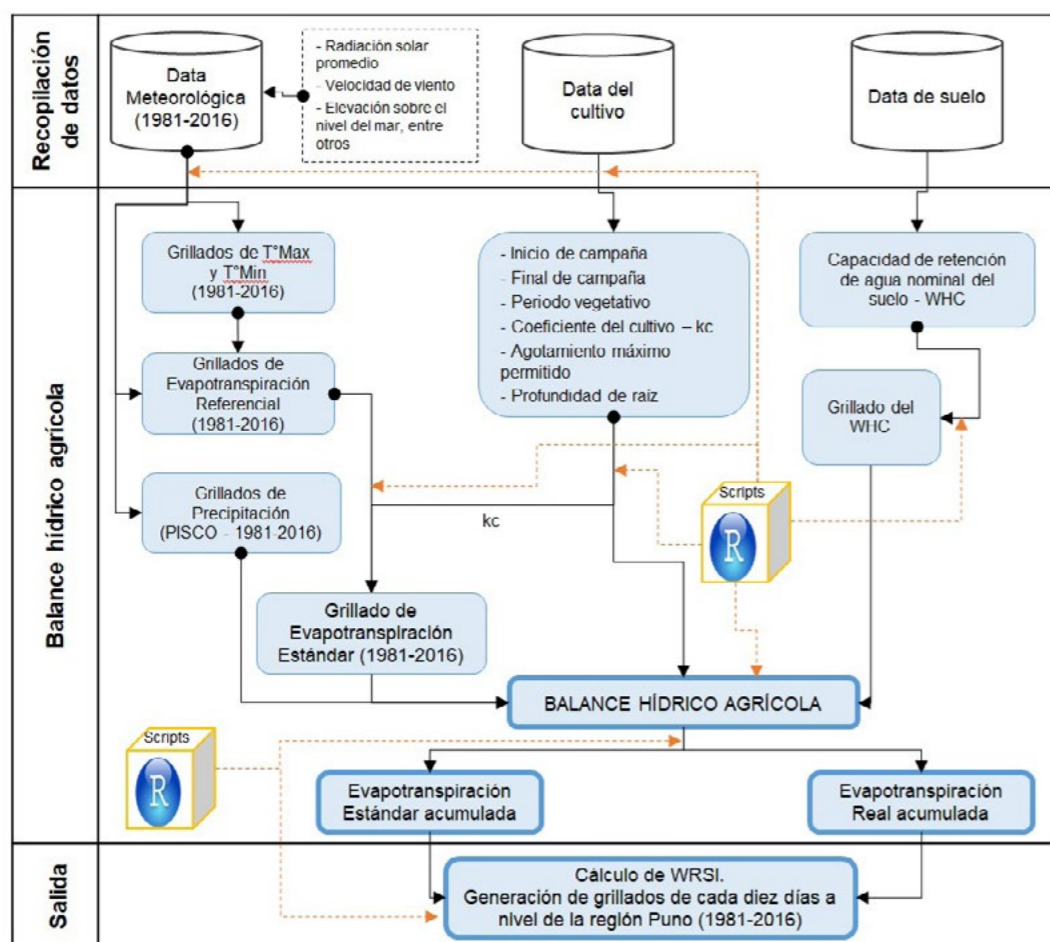 Recopilación
de datos
Data
Meteorológica
(1981-2016)
- Radiación solar
promedio
- Velocidad de viento
- Elevación sobre el
nivel del mar, entre
otros
Data del
cultivo
Data de suelo
Balance hídrico agrícola
Grillados de T°Max
y T°Min
(1981-2016)
Grillados de
Evapotranspiración
Referencial
(1981-2016)
Grillados de
Precipitación
(PISCO - 1981-2016)
- Inicio de campaña
- Final de campaña
- Periodo vegetativo
- Coeficiente del cultivo – kc
- Agotamiento máximo
permitido
- Profundidad de raíz
Capacidad de retención
de agua nominal del
suelo - WHC
Grillado del
WHC
kc
Scripts
R
Grillado de
Evapotranspiración
Estándar (1981-2016)
BALANCE HÍDRICO AGRÍCOLA
Scripts
R
Evapotranspiración
Estándar acumulada
Evapotranspiración
Real acumulada
Salida
Cálculo de WRSI.
Generación de grillados de cada diez días a
nivel de la región Puno (1981-2016)